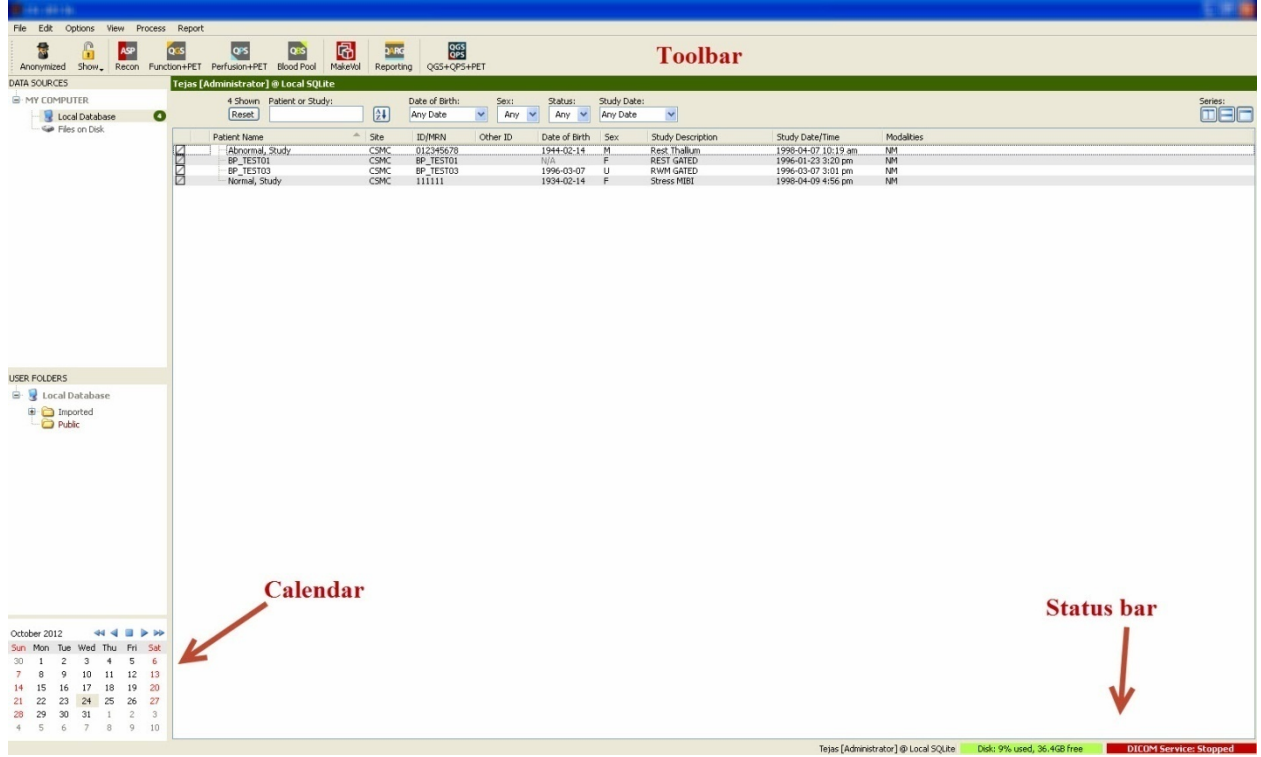 File Edit Options View Process Report
Anonymized Show ASP Recon QGS Function+PET QPS Perfusion+PET QBS Blood Pool MakeVol QARG Reporting QGS QPS QGS+QPS+PET Toolbar
DATA SOURCES
Tejas [Administrator] @ Local SQLite
MY COMPUTER
Local Database 4
Files on Disk
4 Shown Patient or Study: Date of Birth: Sex: Status: Study Date: Series:
Reset Any Date Any Any Any Date
Patient Name Site ID/MRN Other ID Date of Birth Sex Study Description Study Date/Time Modalities
Abnormal, Study CSMC 012345678 1944-02-14 M Rest Thallium 1998-04-07 10:19 am NM
BP_TEST01 CSMC BP_TEST01 N/A F REST GATED 1996-01-23 3:20 pm NM
BP_TEST03 CSMC BP_TEST03 1996-03-07 U RWM GATED 1996-03-07 3:01 pm NM
Normal, Study CSMC 111111 1934-02-14 F Stress MIBI 1998-04-09 4:56 pm NM
USER FOLDERS
Local Database
Imported
Public
Calendar
Status bar
October 2012
Sun Mon Tue Wed Thu Fri Sat
30 1 2 3 4 5 6
7 8 9 10 11 12 13
14 15 16 17 18 19 20
21 22 23 24 25 26 27
28 29 30 31 1 2 3
4 5 6 7 8 9 10
Tejas [Administrator] @ Local SQLite Disk: 9% used, 36.4GB free DICOM Service: Stopped